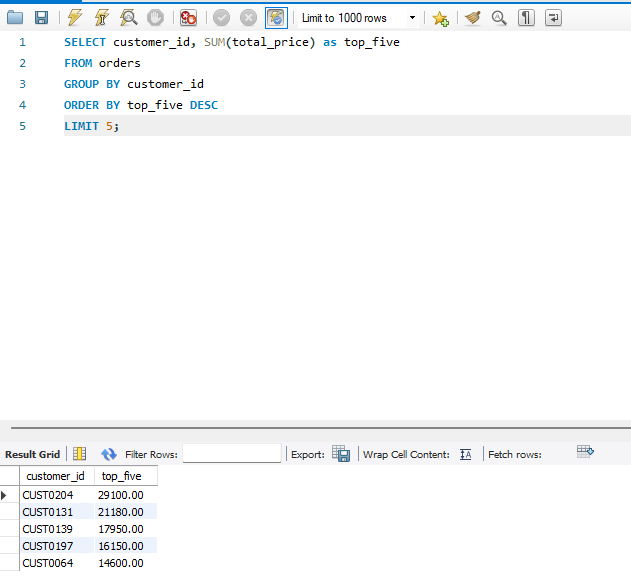 Limit to 1000 rows
1 SELECT customer_id, SUM(total_price) as top_five
2 FROM orders
3 GROUP BY customer_id
4 ORDER BY top_five DESC
5 LIMIT 5;
Result Grid Filter Rows: Export: Wrap Cell Content: Fetch rows:
customer_id top_five
CUST0204 29100.00
CUST0131 21180.00
CUST0139 17950.00
CUST0197 16150.00
CUST0064 14600.00